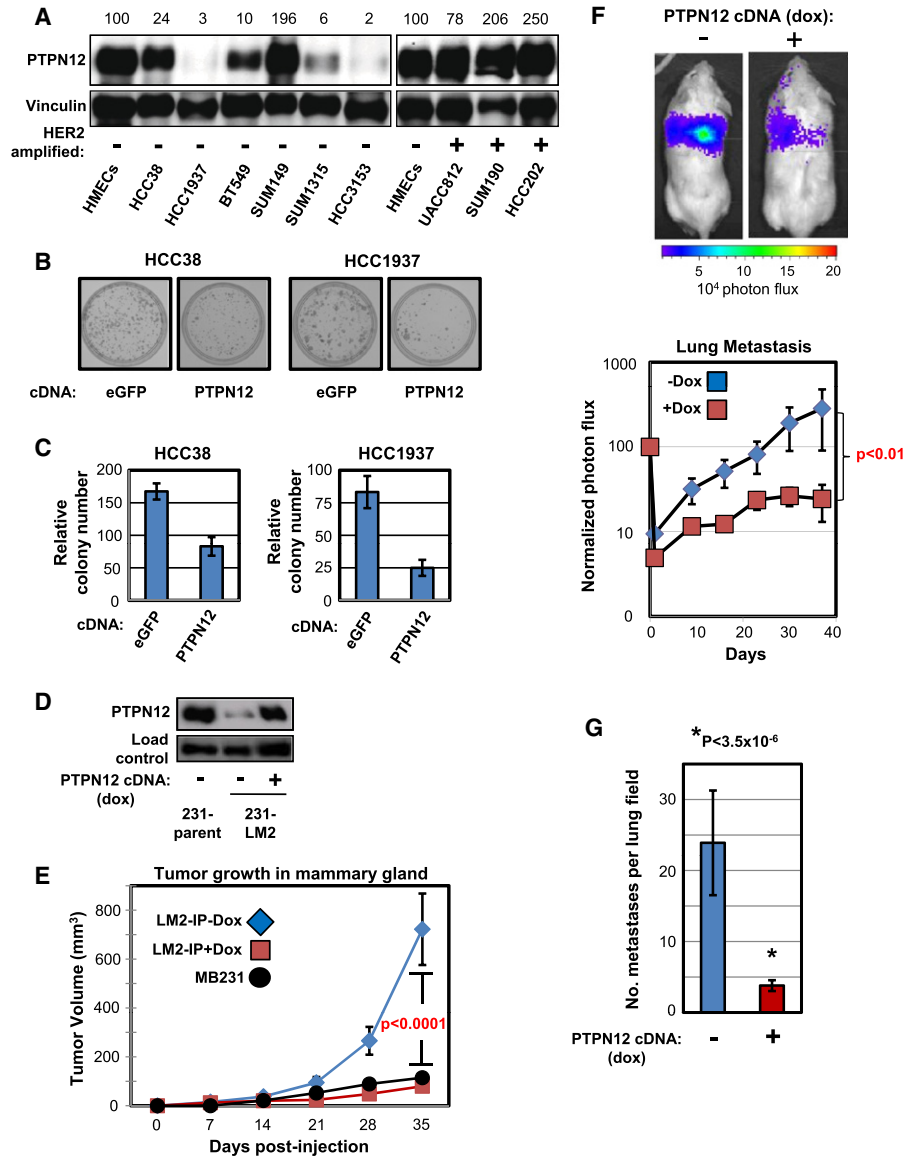 A
100 24 3 10 196 6 2 100 78 206 250
PTPN12
Vinculin
HER2 amplified: - - - - - - - - + + +
HMECs HCC38 HCC1937 BT549 SUM149 SUM1315 HCC3153 HMECs UACC812 SUM190 HCC202
B
HCC38 HCC1937
cDNA: eGFP PTPN12 eGFP PTPN12
C
HCC38
Relative colony number
200
150
100
50
0
cDNA: eGFP PTPN12
HCC1937
Relative colony number
100
75
50
25
0
cDNA: eGFP PTPN12
D
PTPN12
Load control
PTPN12 cDNA: - - +
(dox)
231-parent 231-LM2
E
Tumor growth in mammary gland
Tumor Volume (mm³)
800
600
400
200
0
LM2-IP-Dox
LM2-IP+Dox
MB231
p<0.0001
0 7 14 21 28 35
Days post-injection
F
PTPN12 cDNA (dox):
- +
5 10 15 20
10⁴ photon flux
Lung Metastasis
Normalized photon flux
1000
100
10
0
-Dox
+Dox
p<0.01
0 10 20 30 40
Days
G
*P<3.5x10⁻⁶
No. metastases per lung field
30
20
10
0
*
PTPN12 cDNA: - +
(dox)